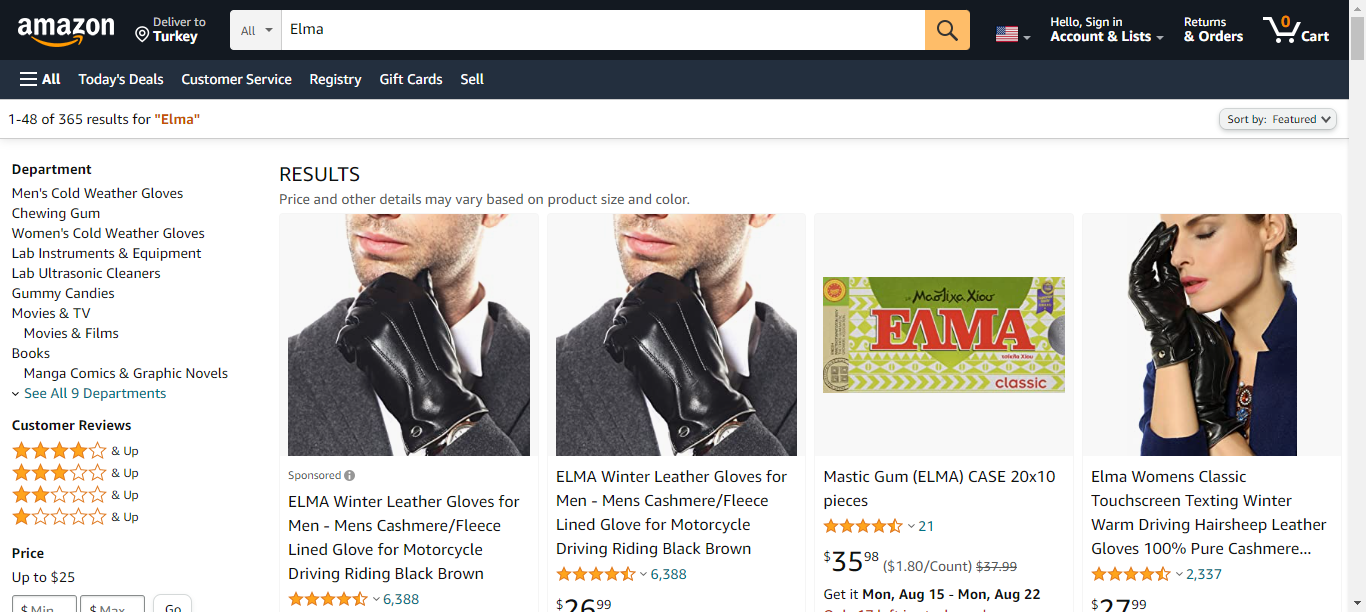 amazon
Deliver to
Turkey
All
Elma
Hello, Sign in
Account & Lists
Returns
& Orders
0
Cart
All
Today's Deals
Customer Service
Registry
Gift Cards
Sell
1-48 of 365 results for "Elma"
Sort by: Featured
Department
Men's Cold Weather Gloves
Chewing Gum
Women's Cold Weather Gloves
Lab Instruments & Equipment
Lab Ultrasonic Cleaners
Gummy Candies
Movies & TV
Movies & Films
Books
Manga Comics & Graphic Novels
See All 9 Departments
Customer Reviews
& Up
& Up
& Up
& Up
Price
Up to $25
$ Min
$ Max
Go
RESULTS
Price and other details may vary based on product size and color.
Sponsored
ELMA Winter Leather Gloves for
Men - Mens Cashmere/Fleece
Lined Glove for Motorcycle
Driving Riding Black Brown
6,388
ELMA Winter Leather Gloves for
Men - Mens Cashmere/Fleece
Lined Glove for Motorcycle
Driving Riding Black Brown
6,388
$26.99
Μαστίχα Χίου
ΕΛΜΑ
τσίχλα Χίου
classic
Mastic Gum (ELMA) CASE 20x10
pieces
21
$35.98 ($1.80/Count) $37.99
Get it Mon, Aug 15 - Mon, Aug 22
Elma Womens Classic
Touchscreen Texting Winter
Warm Driving Hairsheep Leather
Gloves 100% Pure Cashmere...
2,337
$27.99